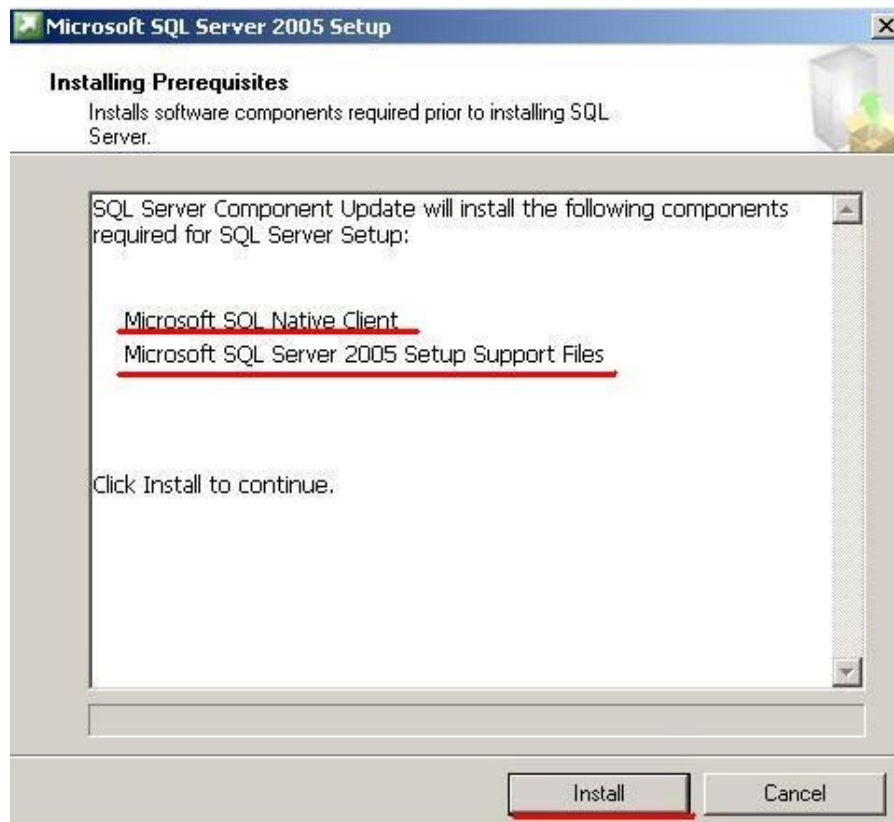 Microsoft SQL Server 2005 Setup
Installing Prerequisites
Installs software components required prior to installing SQL
Server.
SQL Server Component Update will install the following components
required for SQL Server Setup:
Microsoft SQL Native Client
Microsoft SQL Server 2005 Setup Support Files
Click Install to continue.
Install
Cancel